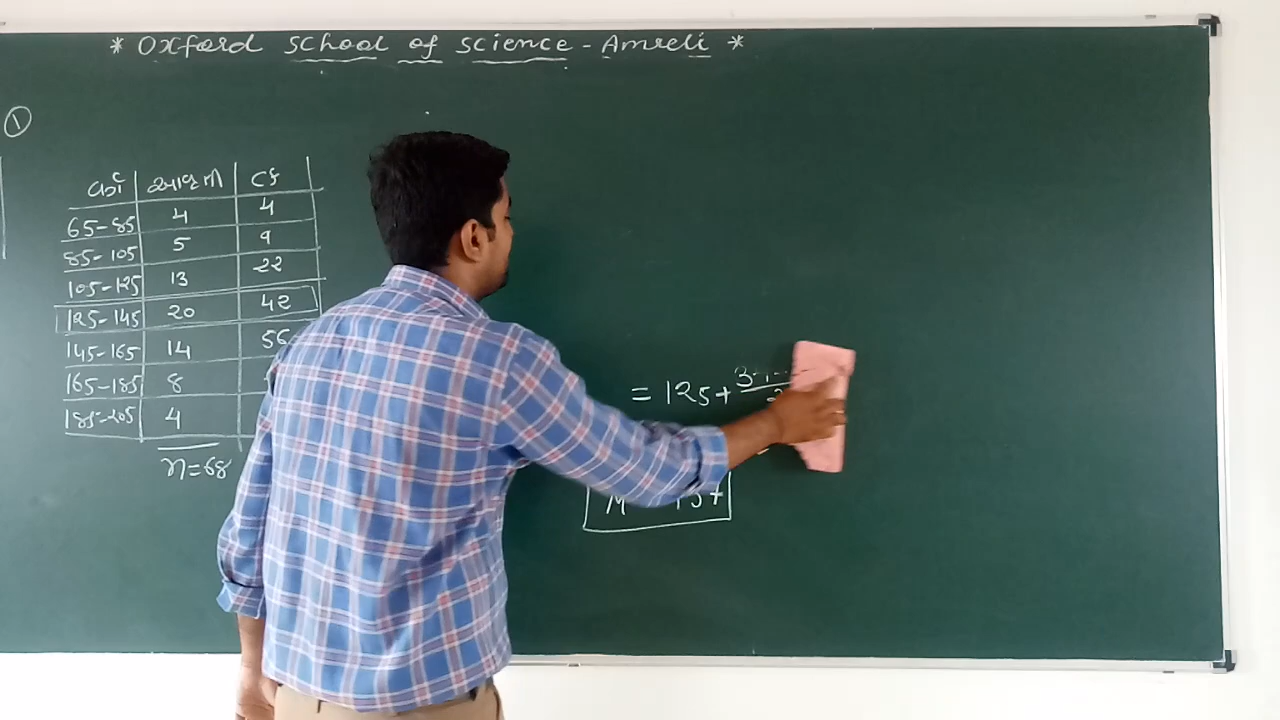 * Oxford School of Science - Amreli *
①
વર્ગ આવૃત્તિ cf
65-85 4 4
85-105 5 9
105-125 13 22
125-145 20 42
145-165 14 56
165-185 8
185-205 4
n=68
= 125+
M